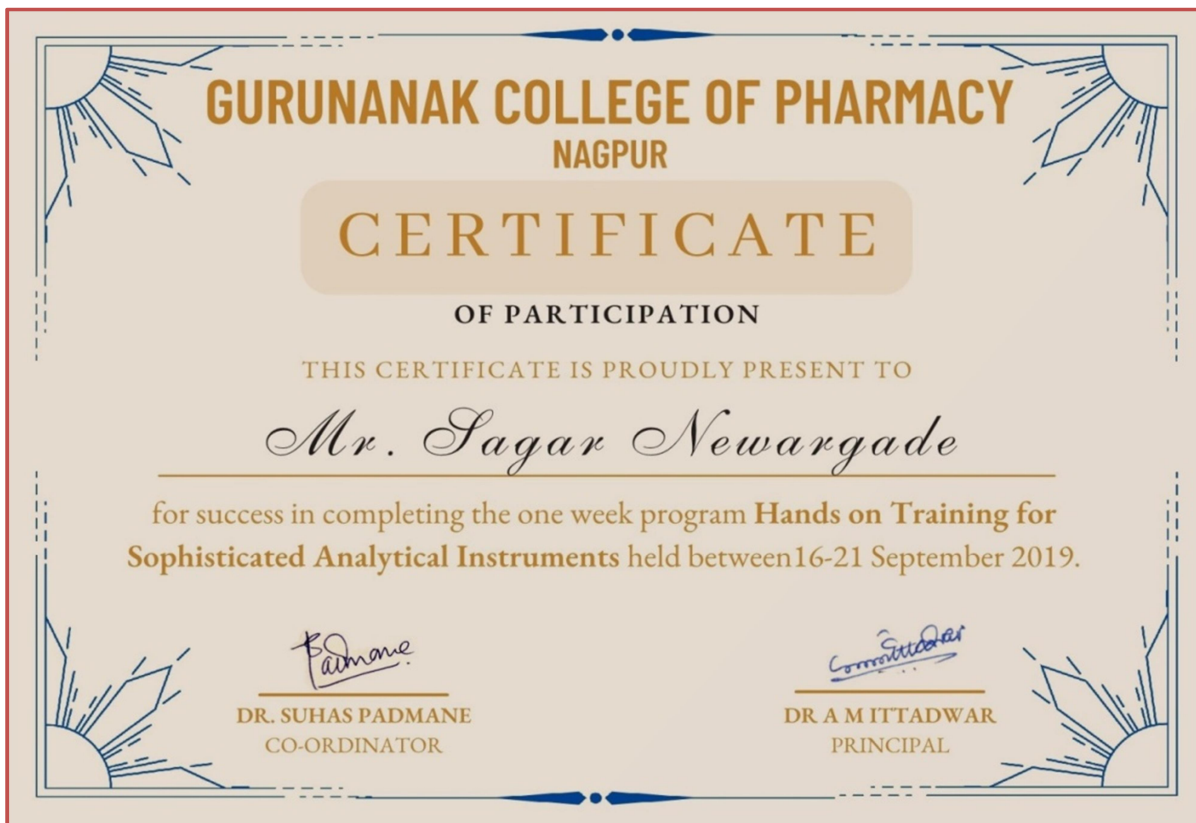 GURUNANAK COLLEGE OF PHARMACY
NAGPUR
CERTIFICATE
OF PARTICIPATION
THIS CERTIFICATE IS PROUDLY PRESENT TO
Mr. Sagar Newargade
for success in completing the one week program Hands on Training for
Sophisticated Analytical Instruments held between16-21 September 2019.
Padmane
DR. SUHAS PADMANE
CO-ORDINATOR
DR A M ITTADWAR
PRINCIPAL